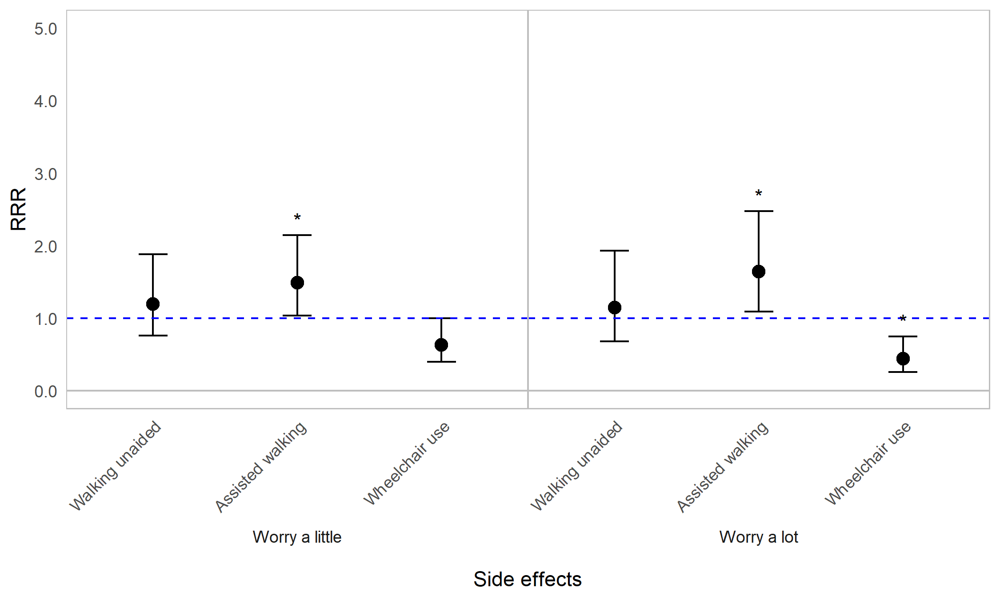 5.0
4.0
3.0
2.0
1.0
0.0
RRR
*
*
*
Walking unaided
Assisted walking
Wheelchair use
Walking unaided
Assisted walking
Wheelchair use
Worry a little
Worry a lot
Side effects